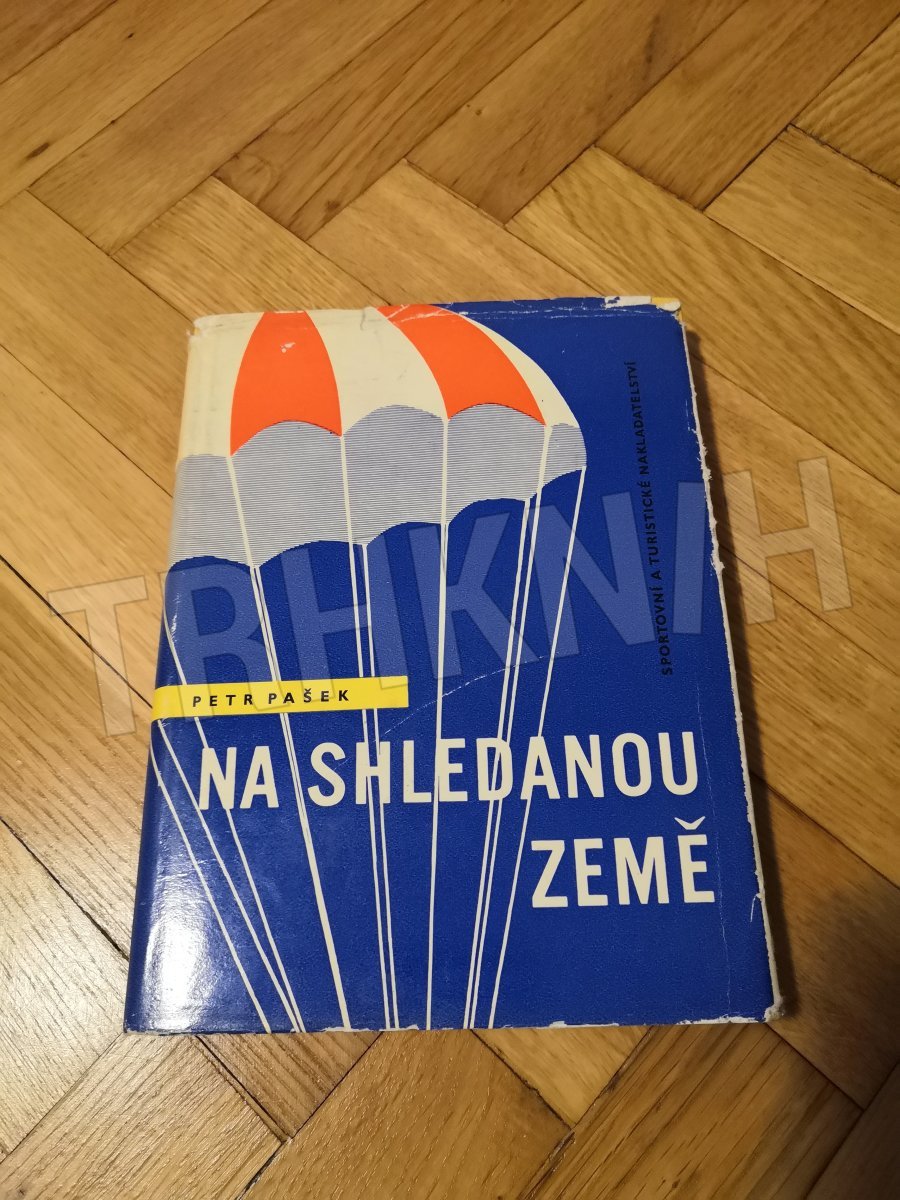 SPORTOVNÍ A TURISTICKÉ NAKLADATELSTVÍ
TRHKNIH
PETR PAŠEK
NA SHLEDANOU
ZEMĚ